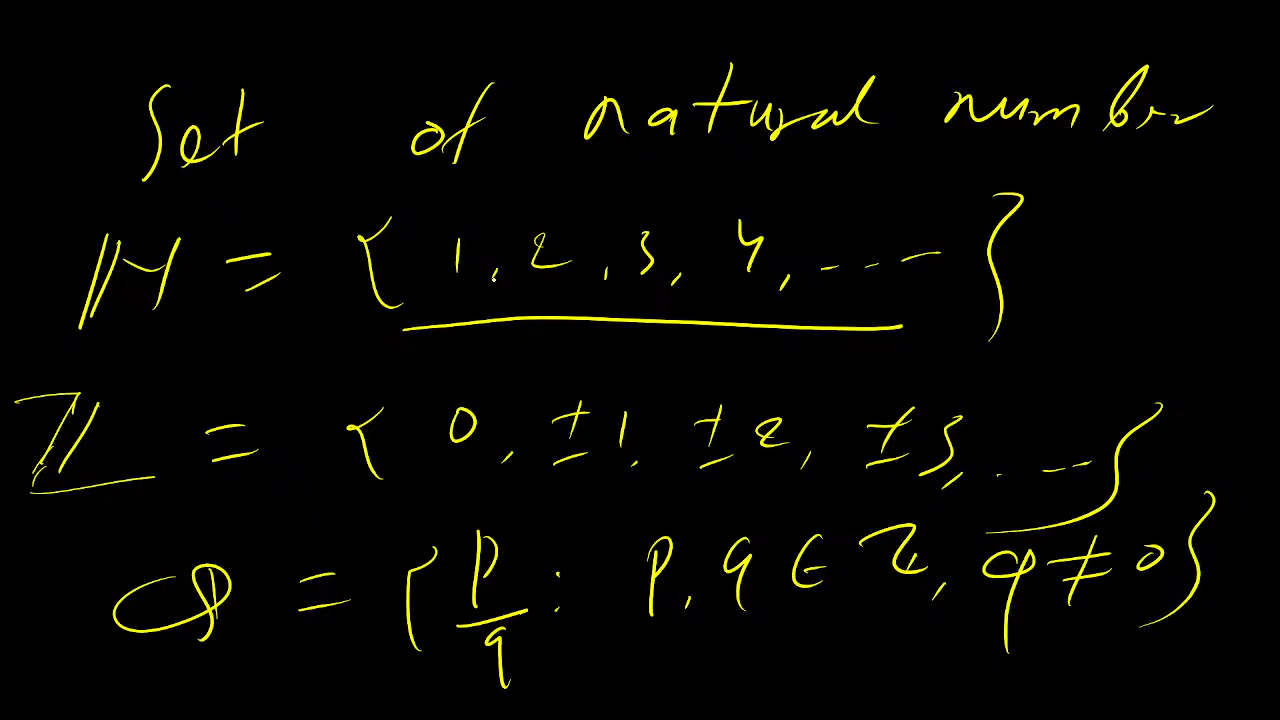 Set of natural number
ℕ = { 1, 2, 3, 4, --- }
ℤ = { 0, ±1, ±2, ±3, . -- }
ℚ = { p/q : p, q ∈ ℤ, q ≠ 0 }